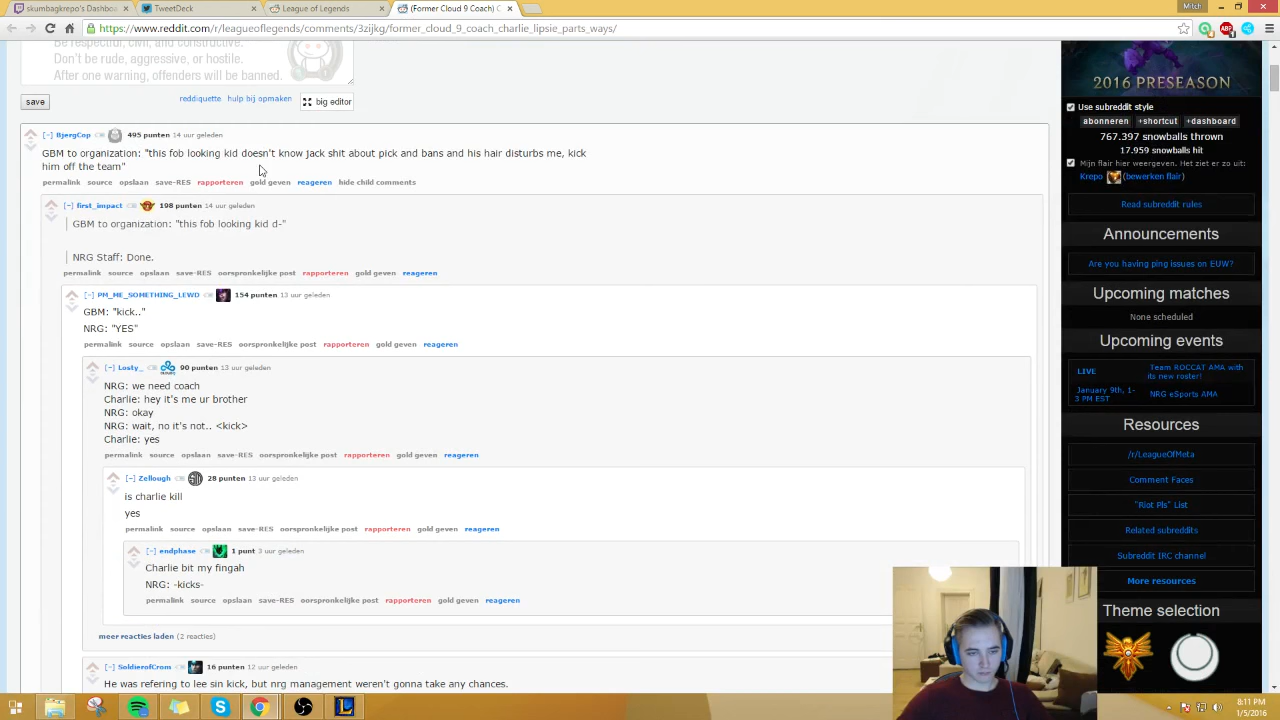 skumbagkrepo's Dashbo
TweetDeck
League of Legends
(Former Cloud 9 Coach) C
Mitch
https://www.reddit.com/r/leagueoflegends/comments/3zijkg/former_cloud_9_coach_charlie_lipsie_parts_ways/
Be respectful, civil, and constructive.
Don't be rude, aggressive, or hostile.
After one warning, offenders will be banned.
save
reddiquette hulp bij opmaken big editor
[-] BjergCop 495 punten 14 uur geleden
GBM to organization: "this fob looking kid doesn't know jack shit about pick and bans and his hair disturbs me, kick
him off the team"
permalink source opslaan save-RES rapporteren gold geven reageren hide child comments
[-] first_impact 198 punten 14 uur geleden
GBM to organization: "this fob looking kid d-"
NRG Staff: Done.
permalink source opslaan save-RES oorspronkelijke post rapporteren gold geven reageren
[-] PM_ME_SOMETHING_LEWD 154 punten 13 uur geleden
GBM: "kick.."
NRG: "YES"
permalink source opslaan save-RES oorspronkelijke post rapporteren gold geven reageren
[-] Losty_ 90 punten 13 uur geleden
NRG: we need coach
Charlie: hey it's me ur brother
NRG: okay
NRG: wait, no it's not.. <kick>
Charlie: yes
permalink source opslaan save-RES oorspronkelijke post rapporteren gold geven reageren
[-] Zellough 28 punten 13 uur geleden
is charlie kill
yes
permalink source opslaan save-RES oorspronkelijke post rapporteren gold geven reageren
[-] endphase 1 punt 3 uur geleden
Charlie bit my fingah
NRG: -kicks-
permalink source opslaan save-RES oorspronkelijke post rapporteren gold geven reageren
meer reacties laden (2 reacties)
[-] SoldierofCrom 16 punten 12 uur geleden
He was refering to lee sin kick, but nrg management weren't gonna take any chances.
2016 PRESEASON
Use subreddit style
abonneren +shortcut +dashboard
767.397 snowballs thrown
17.959 snowballs hit
Mijn flair hier weergeven. Het ziet er zo uit:
Krepo (bewerken flair)
Read subreddit rules
Announcements
Are you having ping issues on EUW?
Upcoming matches
None scheduled
Upcoming events
LIVE Team ROCCAT AMA with
its new roster!
January 9th, 1-
3 PM EST NRG eSports AMA
Resources
/r/LeagueOfMeta
Comment Faces
"Riot Pls" List
Related subreddits
Subreddit IRC channel
More resources
Theme selection
8:11 PM
1/5/2016